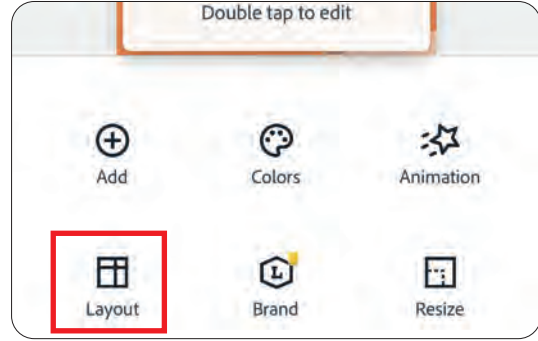 Double tap to edit
Add Colors Animation
L
Layout Brand Resize